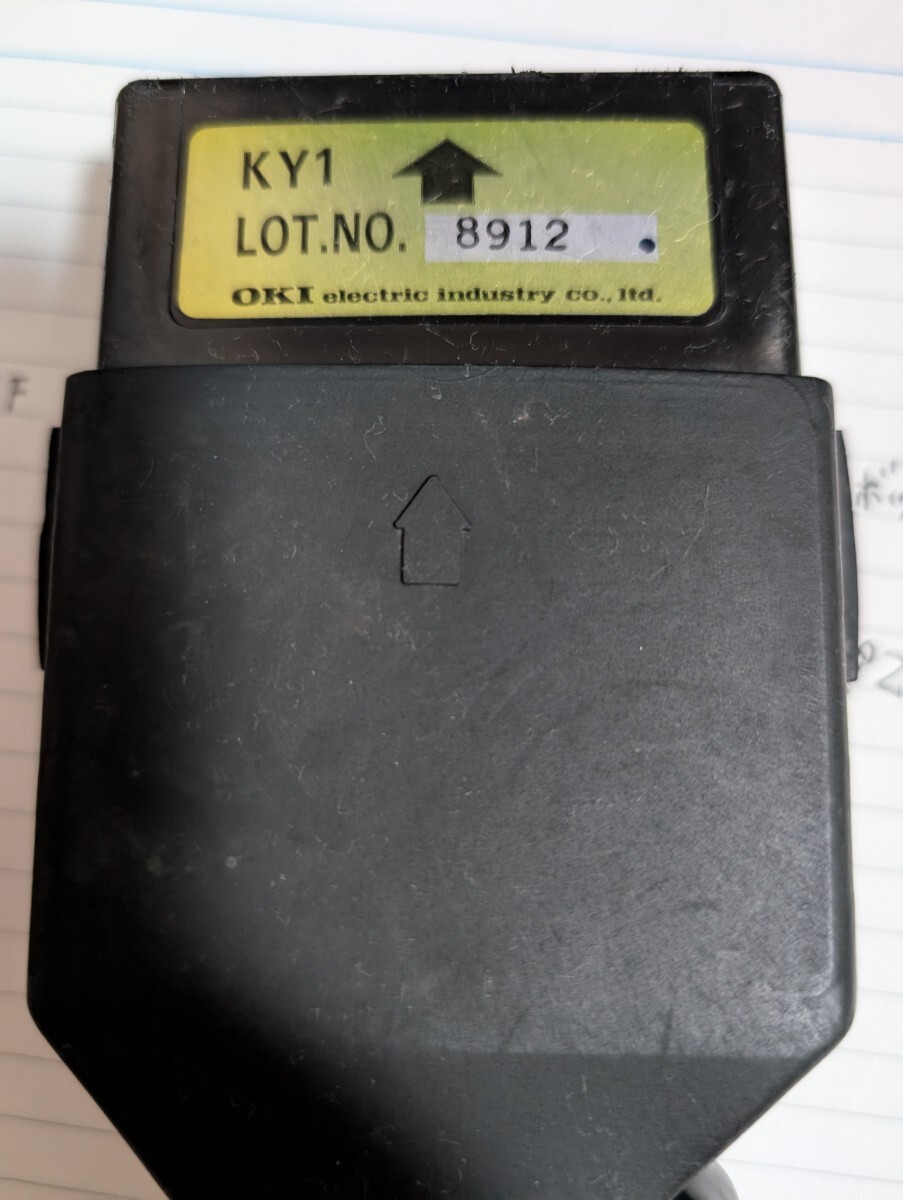 KY1
LOT.NO. 8912
OKI electric industry co., ltd.